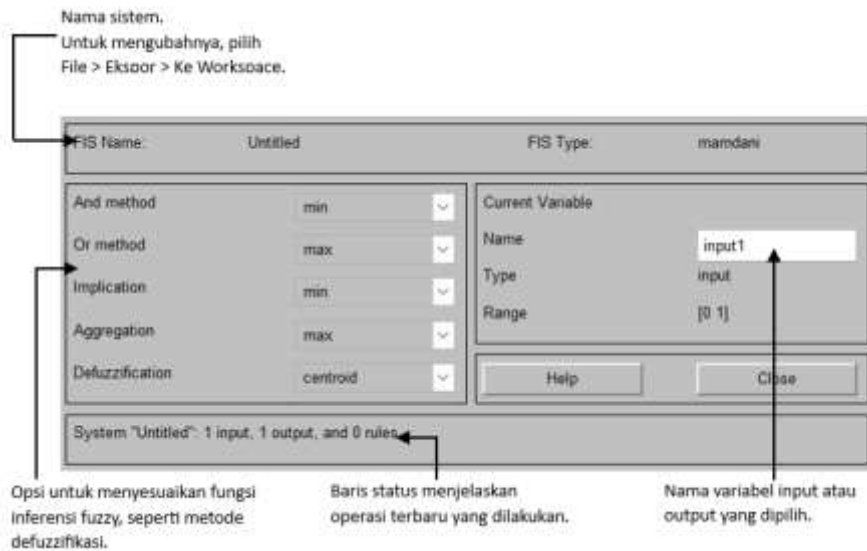 Nama sistem.
Untuk mengubahnya, pilih
File > Ekspor > Ke Workspace.
FIS Name: Untitled FIS Type: mamdani
And method min
Or method max
Implication min
Aggregation max
Defuzzification centroid
Current Variable
Name input1
Type input
Range [0 1]
Help Close
System "Untitled": 1 input, 1 output, and 0 rules
Opsi untuk menyesuaikan fungsi
inferensi fuzzy, seperti metode
defuzzifikasi.
Baris status menjelaskan
operasi terbaru yang dilakukan.
Nama variabel input atau
output yang dipilih.